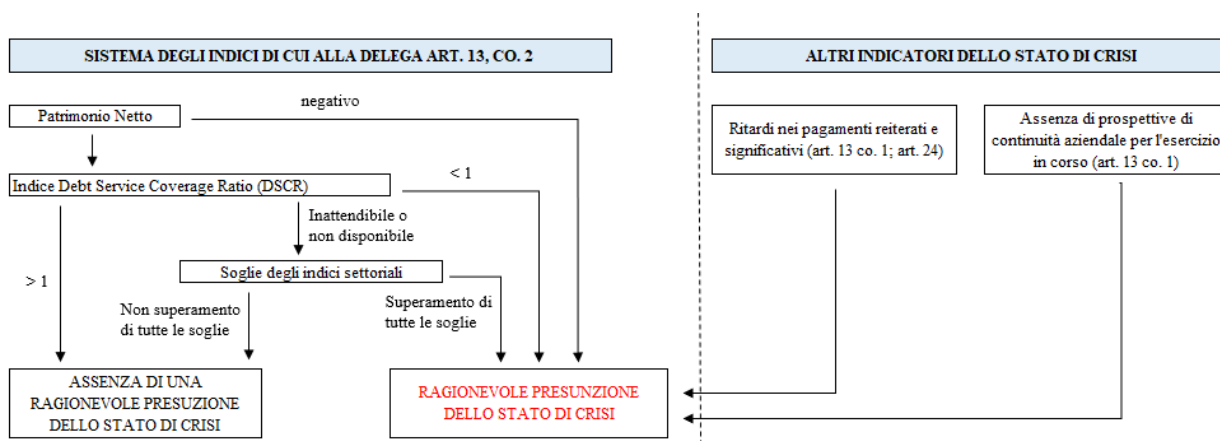 SISTEMA DEGLI INDICI DI CUI ALLA DELEGA ART. 13, CO. 2
negativo
Patrimonio Netto
Indice Debt Service Coverage Ratio (DSCR)
< 1
Inattendibile o
non disponibile
Soglie degli indici settoriali
> 1
Non superamento
di tutte le soglie
Superamento di
tutte le soglie
ASSENZA DI UNA
RAGIONEVOLE PRESUZIONE
DELLO STATO DI CRISI
RAGIONEVOLE PRESUNZIONE
DELLO STATO DI CRISI
ALTRI INDICATORI DELLO STATO DI CRISI
Ritardi nei pagamenti reiterati e
significativi (art. 13 co. 1; art. 24)
Assenza di prospettive di
continuità aziendale per l'esercizio
in corso (art. 13 co. 1)